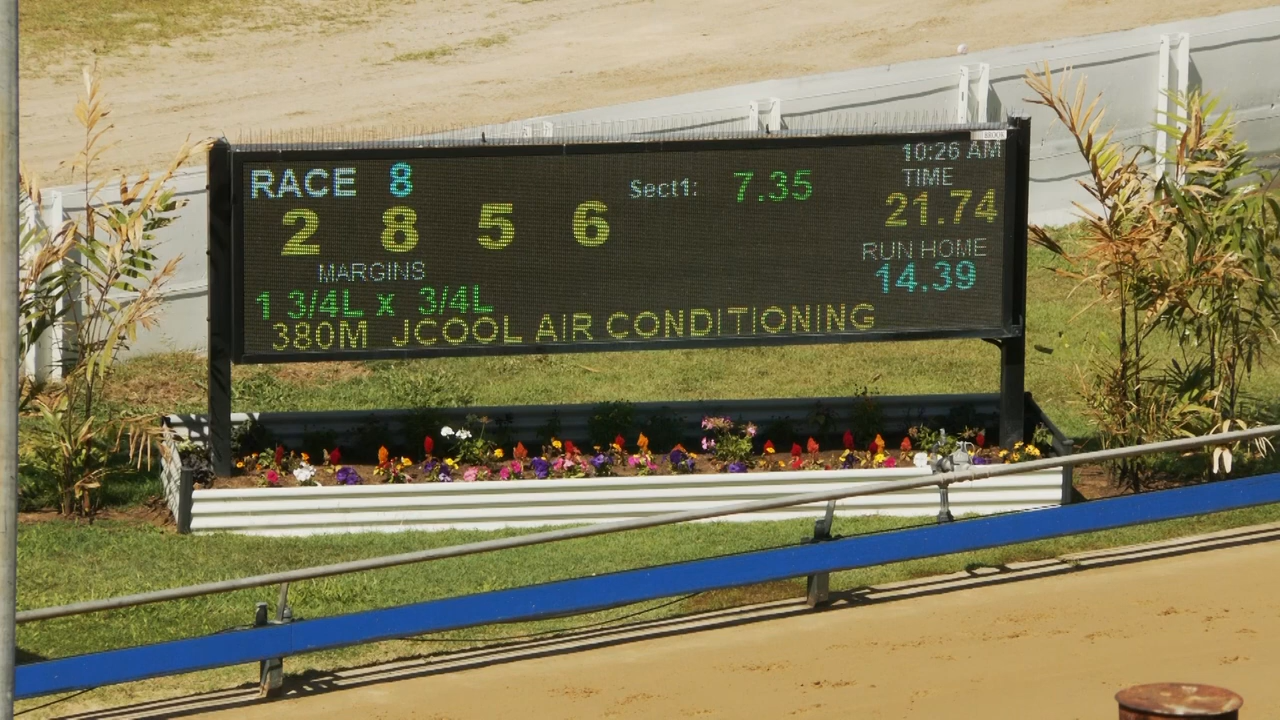 BROOK
10:26 AM
RACE 8
Sect1: 7.35
TIME
2 8 5 6
21.74
RUN HOME
MARGINS
14.39
1 3/4L x 3/4L
380M JCOOL AIR CONDITIONING